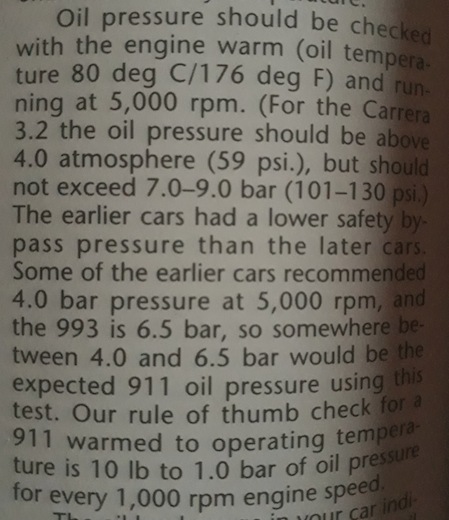 Oil pressure should be checked
with the engine warm (oil tempera-
ture 80 deg C/176 deg F) and run-
ning at 5,000 rpm. (For the Carrera
3.2 the oil pressure should be above
4.0 atmosphere (59 psi.), but should
not exceed 7.0–9.0 bar (101–130 psi.)
The earlier cars had a lower safety by-
pass pressure than the later cars.
Some of the earlier cars recommended
4.0 bar pressure at 5,000 rpm, and
the 993 is 6.5 bar, so somewhere be-
tween 4.0 and 6.5 bar would be the
expected 911 oil pressure using this
test. Our rule of thumb check for a
911 warmed to operating tempera-
ture is 10 lb to 1.0 bar of oil pressure
for every 1,000 rpm engine speed.
in your car indi-